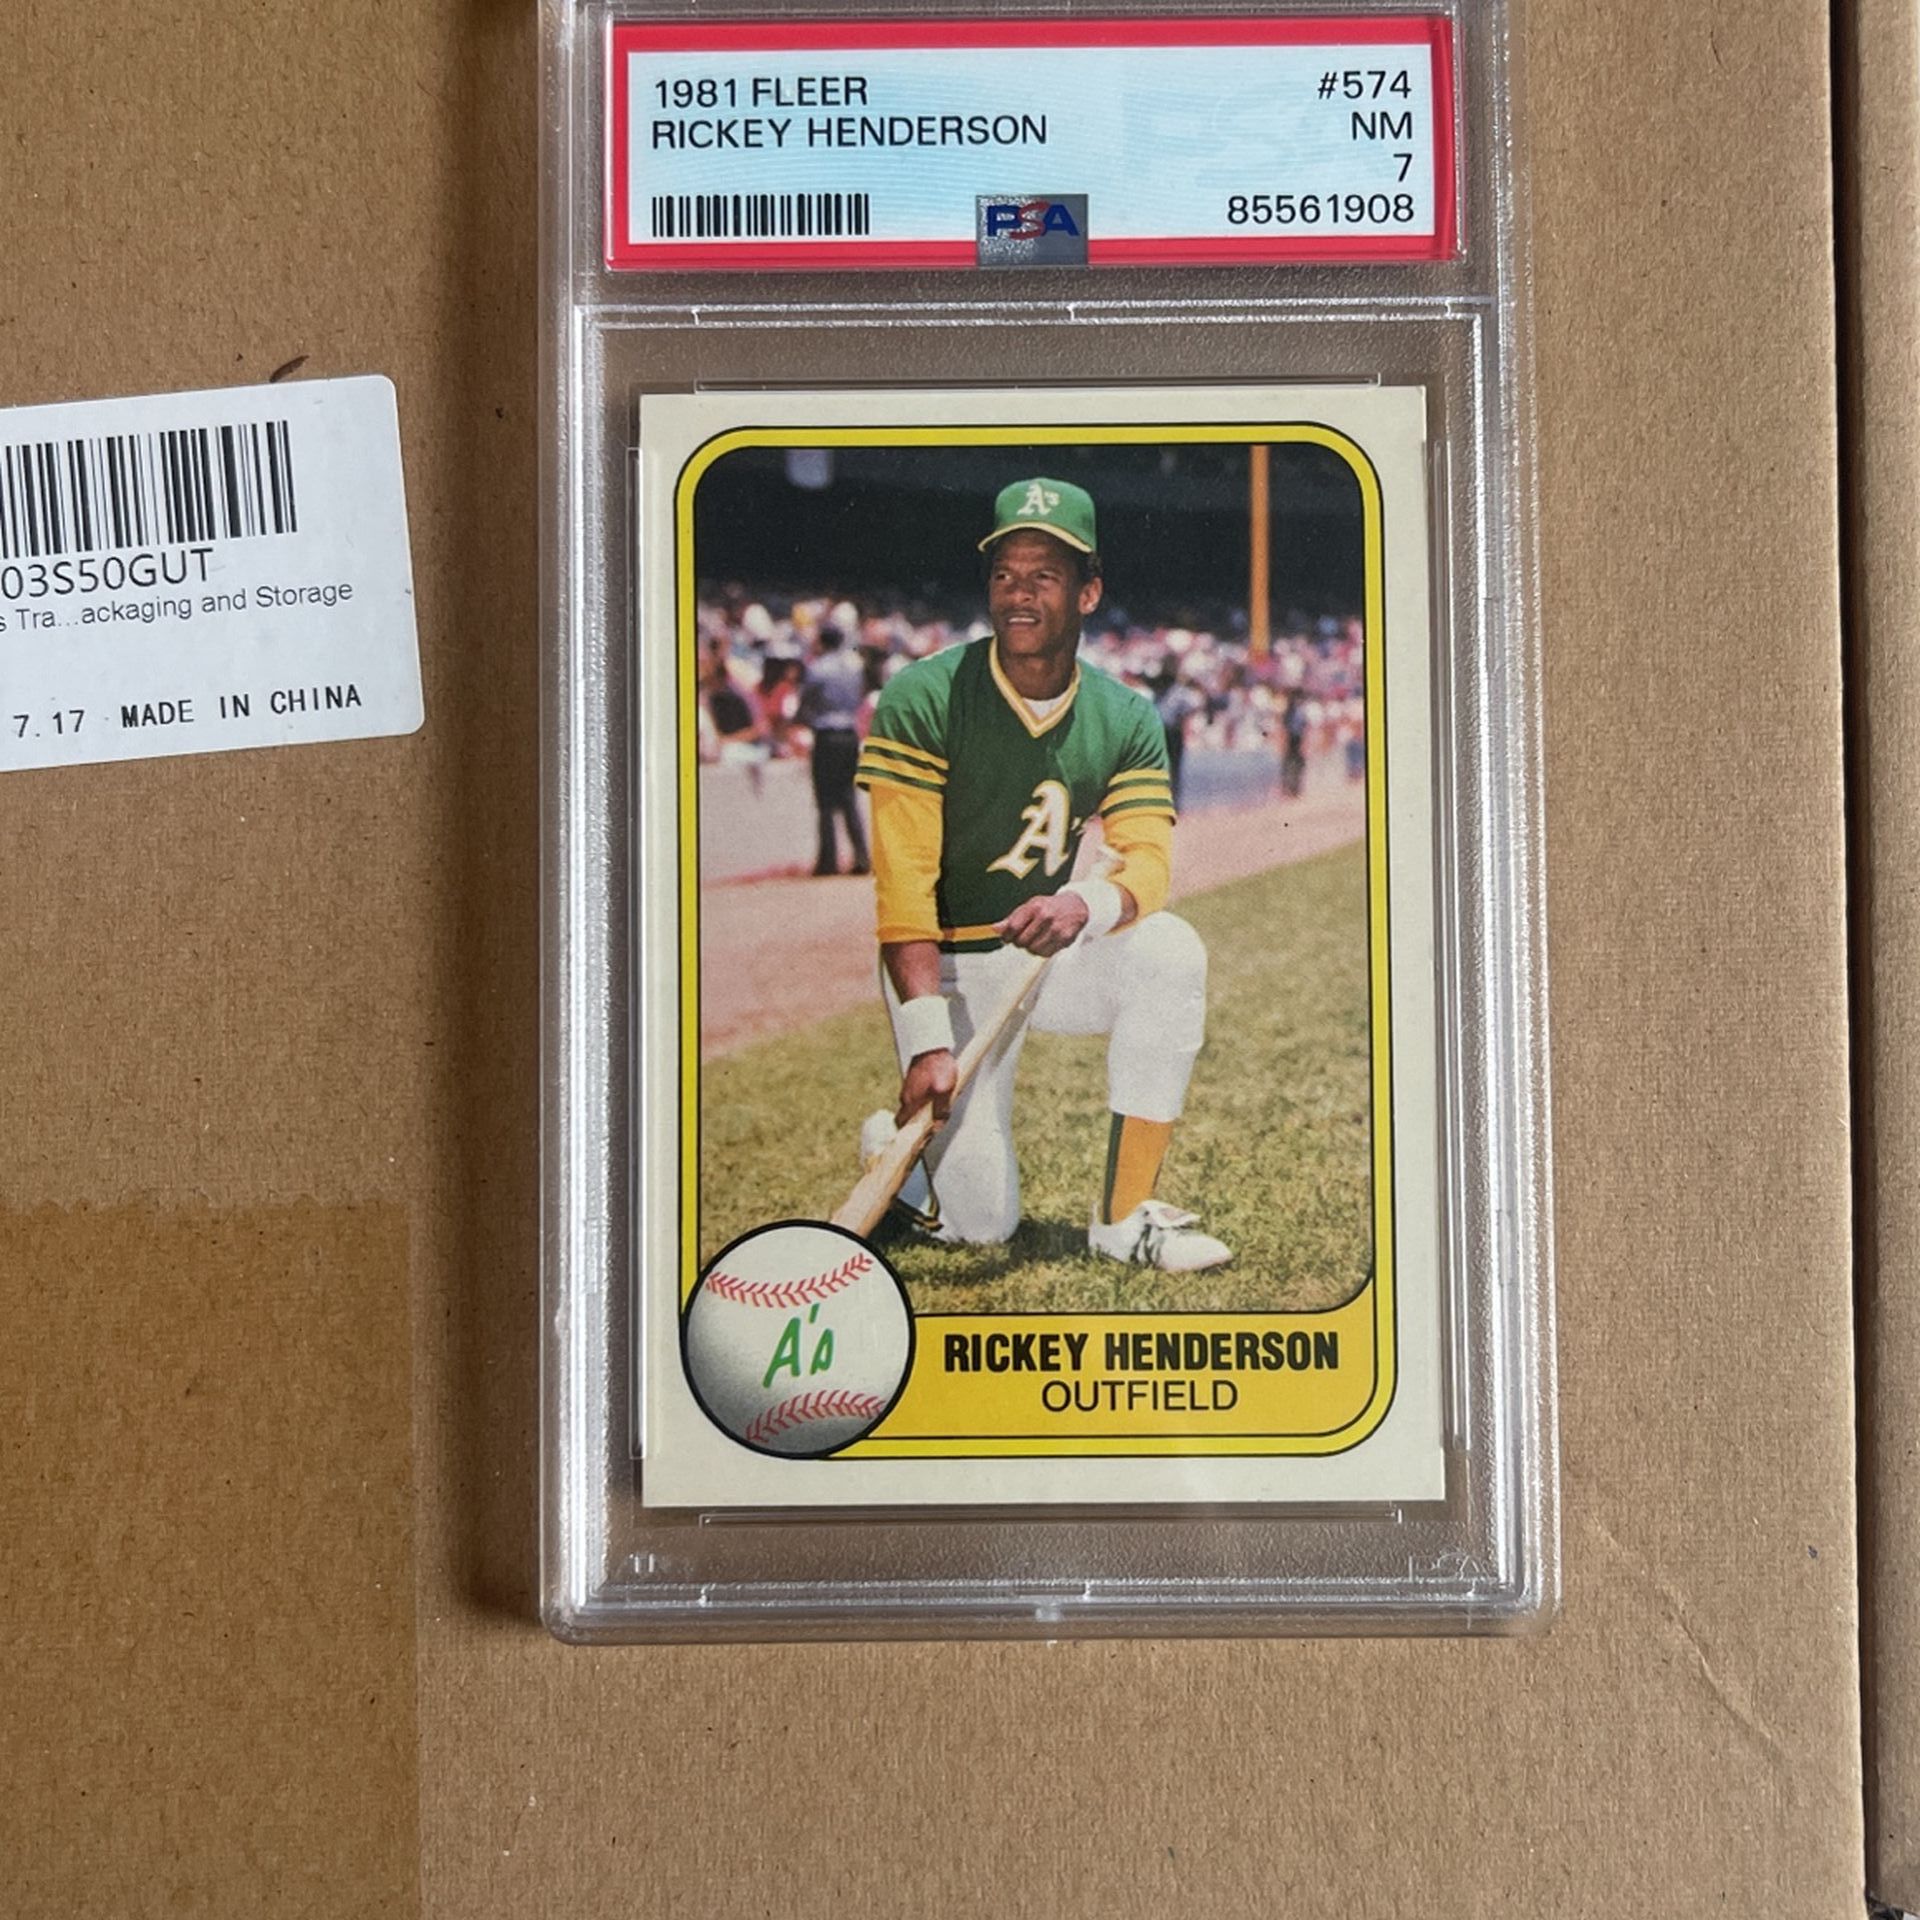 1981 FLEER #574
RICKEY HENDERSON NM
7
PSA 85561908
03S50GUT
s Tra...ackaging and Storage
7.17 MADE IN CHINA
A's
A's
A's
RICKEY HENDERSON
OUTFIELD